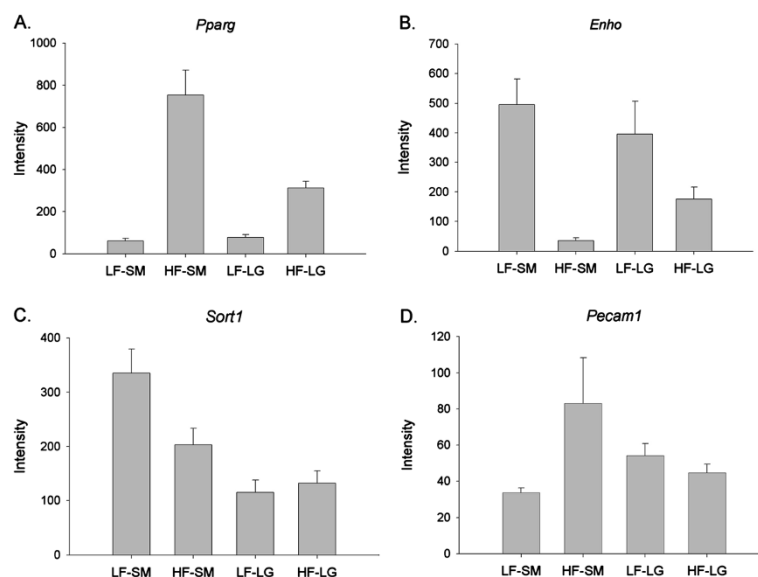 A.
Pparg
1000
800
600
400
200
0
Intensity
LF-SM HF-SM LF-LG HF-LG
B.
Enho
700
600
500
400
300
200
100
0
Intensity
LF-SM HF-SM LF-LG HF-LG
C.
Sort1
400
300
200
100
0
Intensity
LF-SM HF-SM LF-LG HF-LG
D.
Pecam1
120
100
80
60
40
20
0
Intensity
LF-SM HF-SM LF-LG HF-LG